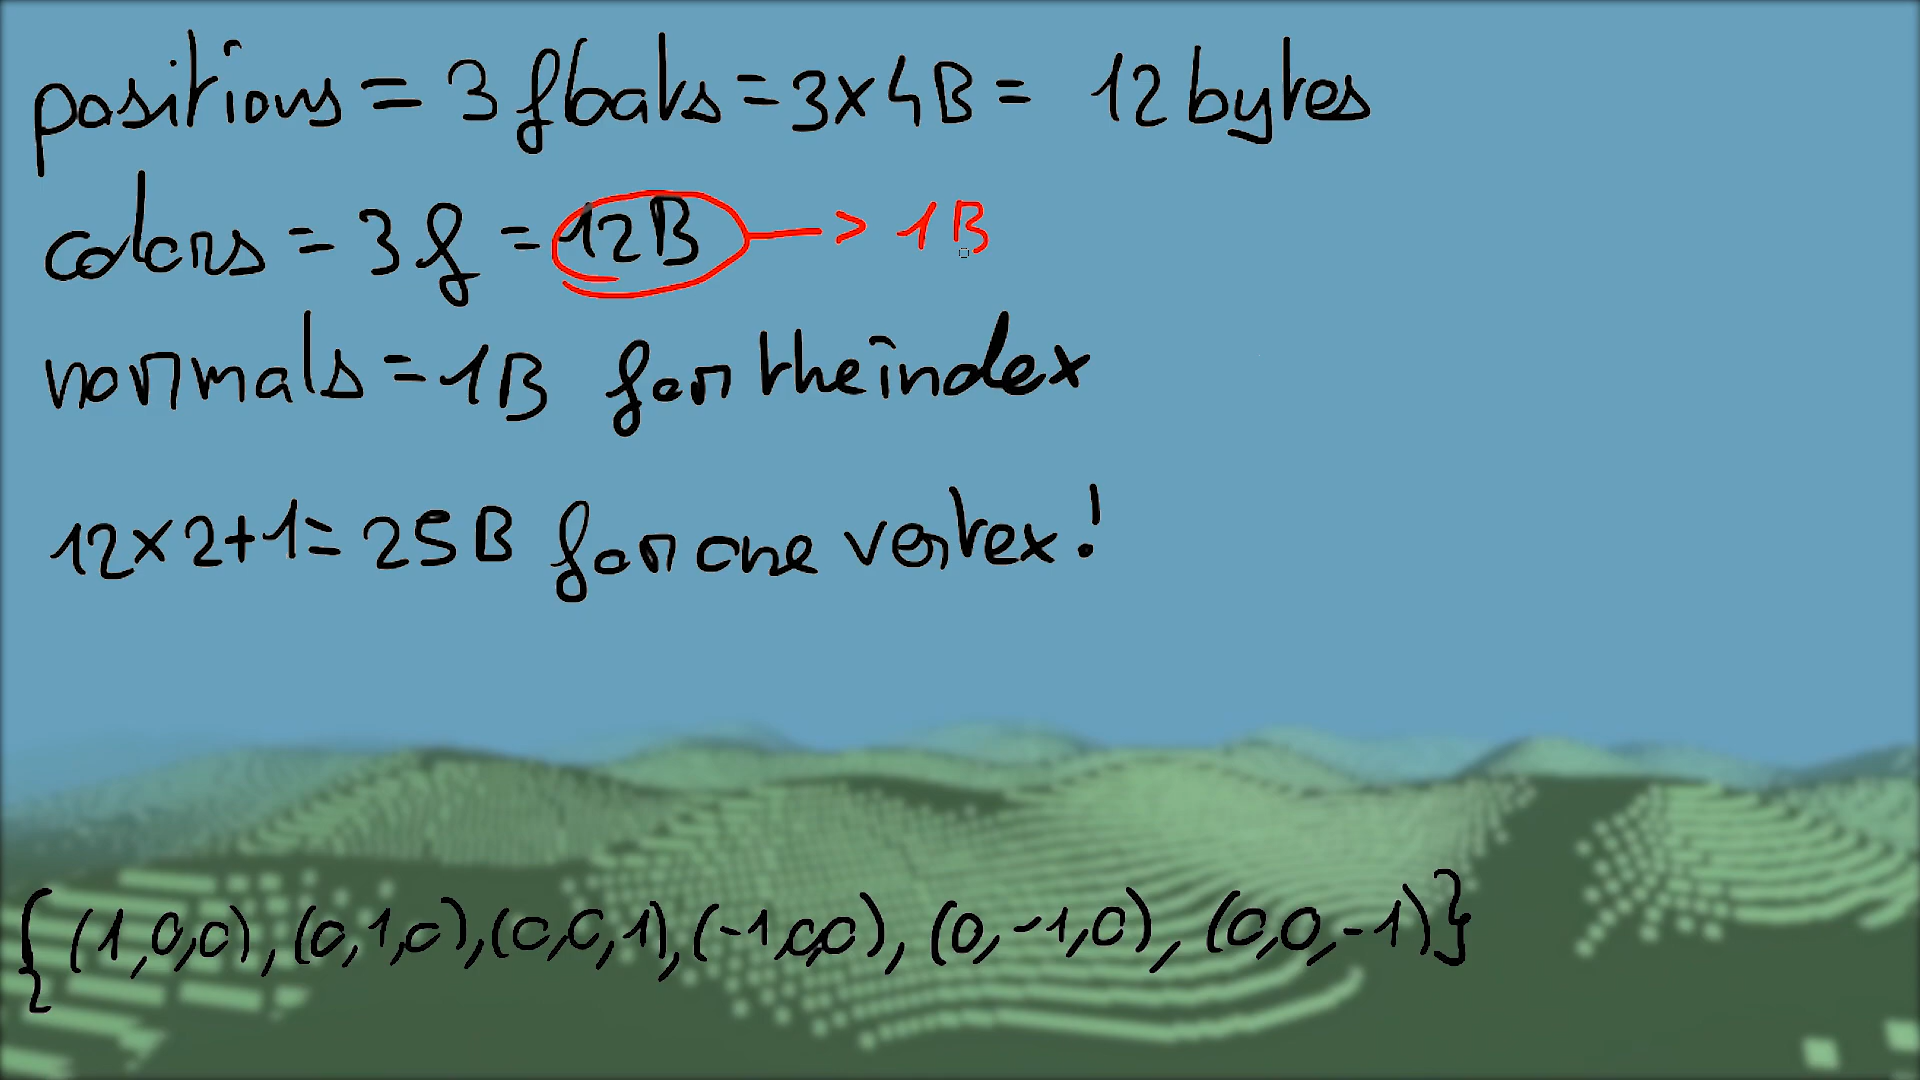 positions = 3 floats = 3x4B = 12 bytes
colors = 3f = 12B —> 1B
normals = 1B for the index
12x2+1= 25B for one vertex!
{(1,0,0),(0,1,0),(0,0,1),(-1,0,0),(0,-1,0),(0,0,-1)}